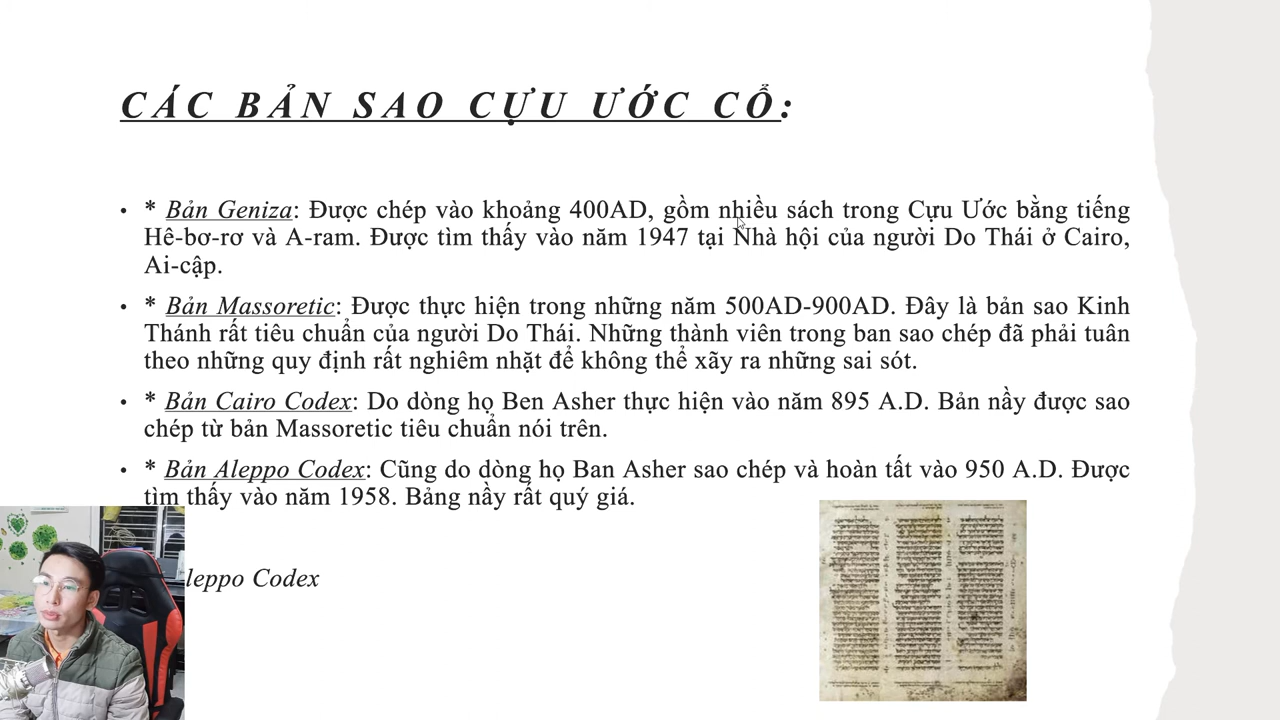 CÁC BẢN SAO CỰU ƯỚC CỔ:
• * Bản Geniza: Được chép vào khoảng 400AD, gồm nhiều sách trong Cựu Ước bằng tiếng
Hê-bơ-rơ và A-ram. Được tìm thấy vào năm 1947 tại Nhà hội của người Do Thái ở Cairo,
Ai-cập.
• * Bản Massoretic: Được thực hiện trong những năm 500AD-900AD. Đây là bản sao Kinh
Thánh rất tiêu chuẩn của người Do Thái. Những thành viên trong ban sao chép đã phải tuân
theo những quy định rất nghiêm nhặt để không thể xãy ra những sai sót.
• * Bản Cairo Codex: Do dòng họ Ben Asher thực hiện vào năm 895 A.D. Bản nầy được sao
chép từ bản Massoretic tiêu chuẩn nói trên.
• * Bản Aleppo Codex: Cũng do dòng họ Ban Asher sao chép và hoàn tất vào 950 A.D. Được
tìm thấy vào năm 1958. Bảng nầy rất quý giá.
leppo Codex